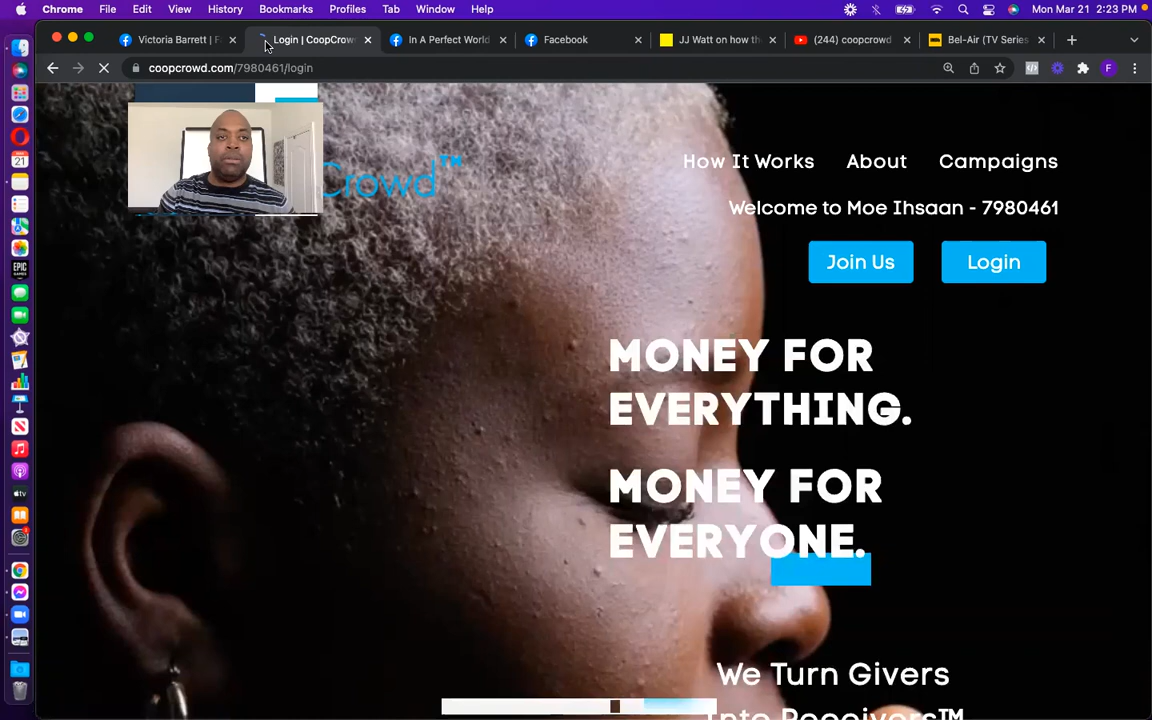 Chrome File Edit View History Bookmarks Profiles Tab Window Help Mon Mar 21 2:23 PM
Victoria Barrett | F
Login | CoopCrow
In A Perfect World
Facebook
JJ Watt on how th
(244) coopcrowd
Bel-Air (TV Series
coopcrowd.com/7980461/login
Crowd™
How It Works About Campaigns
Welcome to Moe Ihsaan - 7980461
Join Us Login
MONEY FOR
EVERYTHING.
MONEY FOR
EVERYONE.
We Turn Givers
Into Receivers™